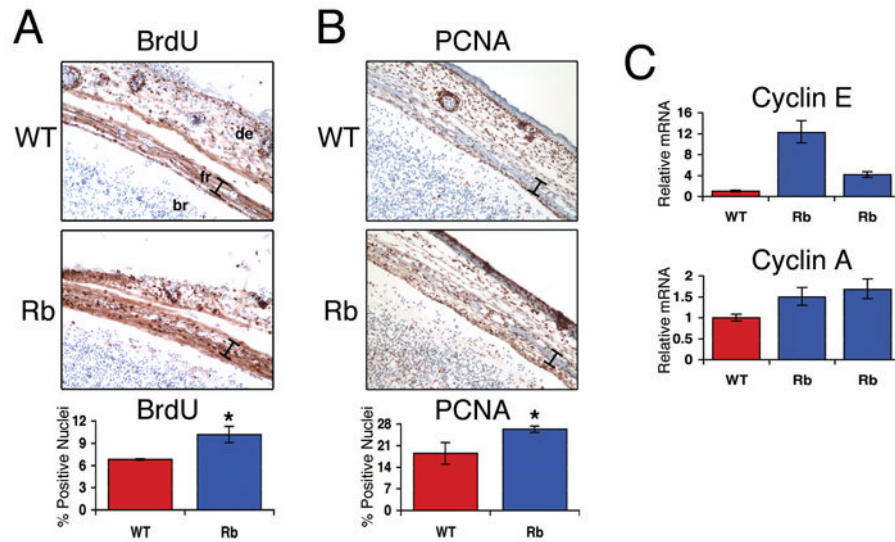 A
BrdU
WT
de
fr
br
Rb
BrdU
% Positive Nuclei
12
9
6
3
0
*
WT
Rb
B
PCNA
WT
Rb
PCNA
% Positive Nuclei
28
21
14
7
0
*
WT
Rb
C
Cyclin E
Relative mRNA
16
12
8
4
0
WT
Rb
Rb
Cyclin A
Relative mRNA
2
1.5
1
0.5
0
WT
Rb
Rb